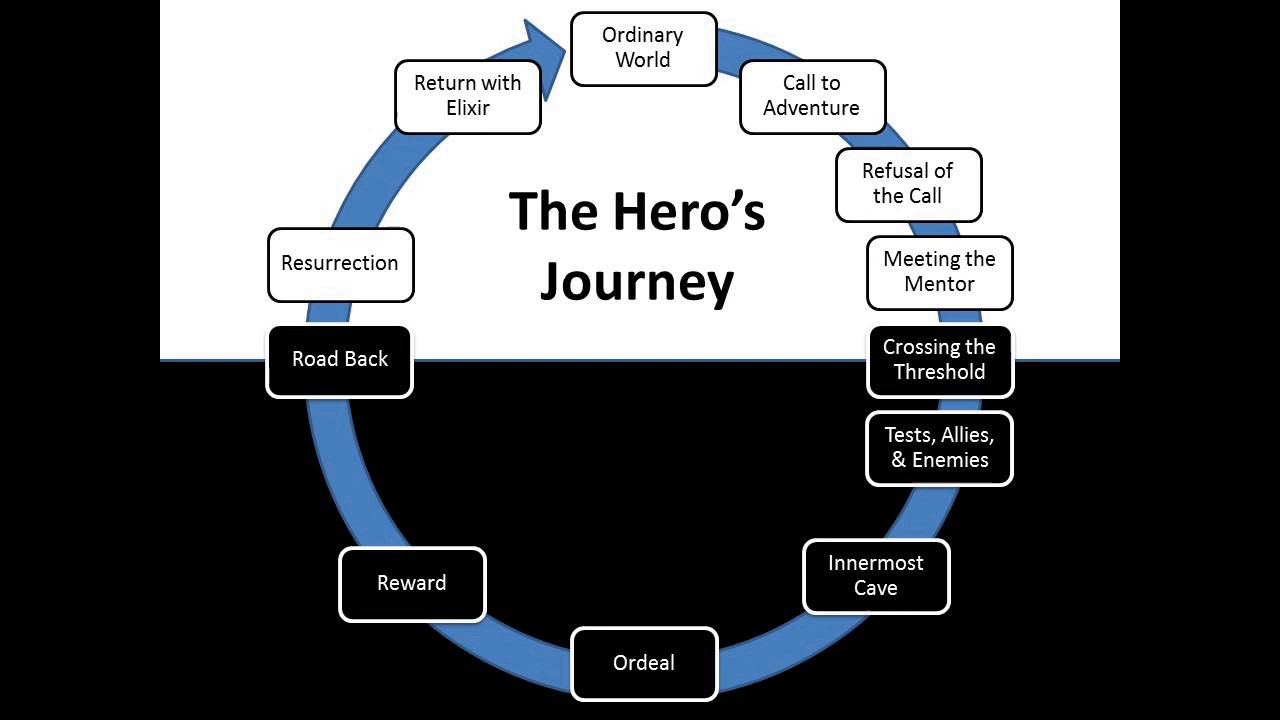 The Hero’s
Journey
Ordinary
World
Call to
Adventure
Refusal of
the Call
Meeting the
Mentor
Crossing the
Threshold
Tests, Allies,
& Enemies
Innermost
Cave
Ordeal
Reward
Road Back
Resurrection
Return with
Elixir